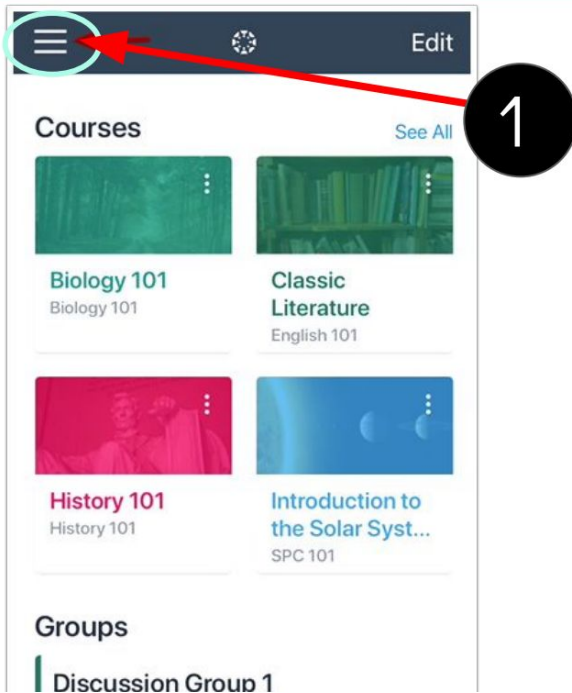 Edit
1
Courses
See All
Biology 101
Biology 101
Classic
Literature
English 101
History 101
History 101
Introduction to
the Solar Syst...
SPC 101
Groups
Discussion Group 1